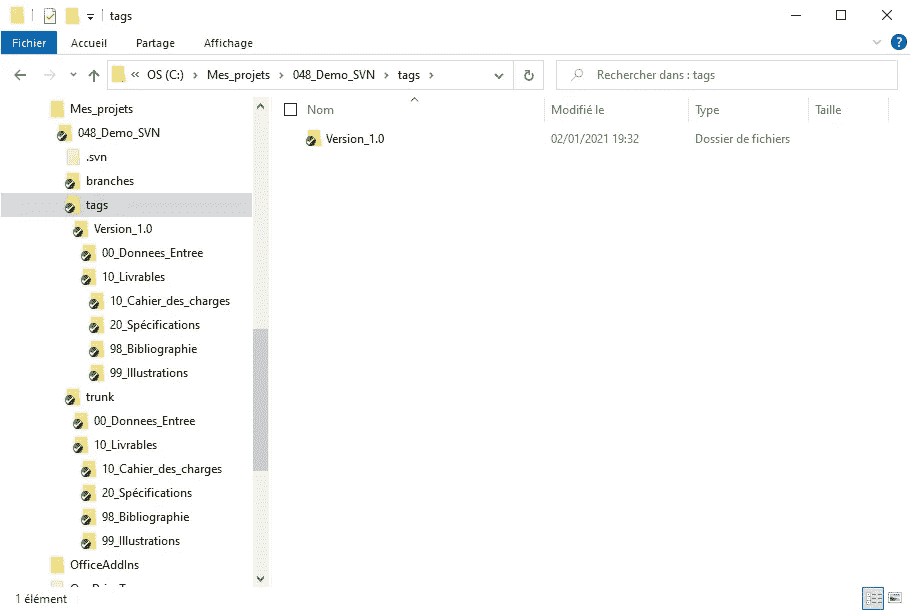 tags
Fichier Accueil Partage Affichage
« OS (C:) › Mes_projets › 048_Demo_SVN › tags ›
Rechercher dans : tags
Mes_projets
048_Demo_SVN
.svn
branches
tags
Version_1.0
00_Donnees_Entree
10_Livrables
10_Cahier_des_charges
20_Spécifications
98_Bibliographie
99_Illustrations
trunk
00_Donnees_Entree
10_Livrables
10_Cahier_des_charges
20_Spécifications
98_Bibliographie
99_Illustrations
OfficeAddIns
Nom Modifié le Type Taille
Version_1.0 02/01/2021 19:32 Dossier de fichiers
1 élément